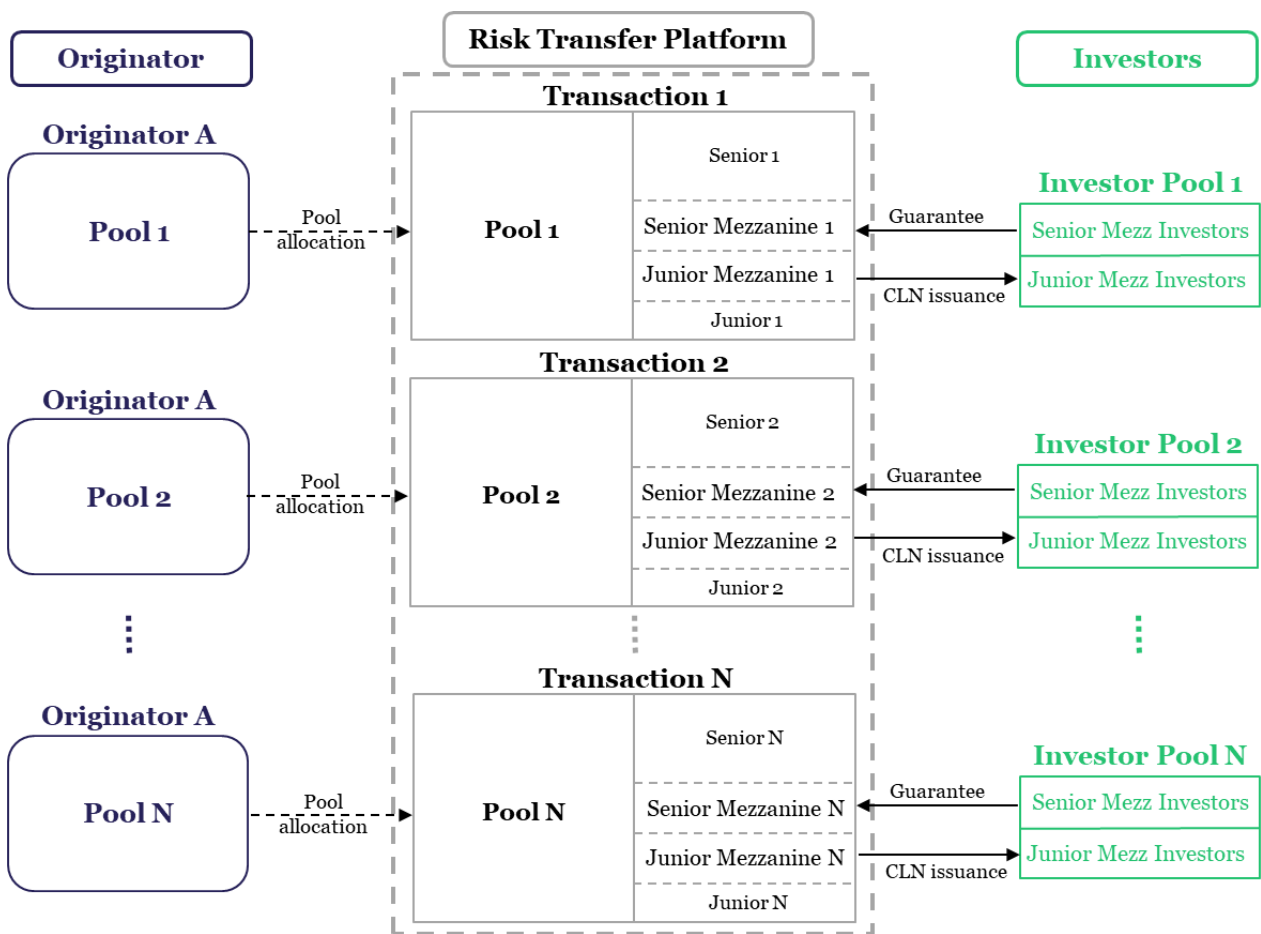 Originator
Risk Transfer Platform
Investors
Transaction 1
Originator A
Pool 1
Pool
allocation
Pool 1
Senior 1
Senior Mezzanine 1
Junior Mezzanine 1
Junior 1
Guarantee
CLN issuance
Investor Pool 1
Senior Mezz Investors
Junior Mezz Investors
Transaction 2
Originator A
Pool 2
Pool
allocation
Pool 2
Senior 2
Senior Mezzanine 2
Junior Mezzanine 2
Junior 2
Guarantee
CLN issuance
Investor Pool 2
Senior Mezz Investors
Junior Mezz Investors
Transaction N
Originator A
Pool N
Pool
allocation
Pool N
Senior N
Senior Mezzanine N
Junior Mezzanine N
Junior N
Guarantee
CLN issuance
Investor Pool N
Senior Mezz Investors
Junior Mezz Investors